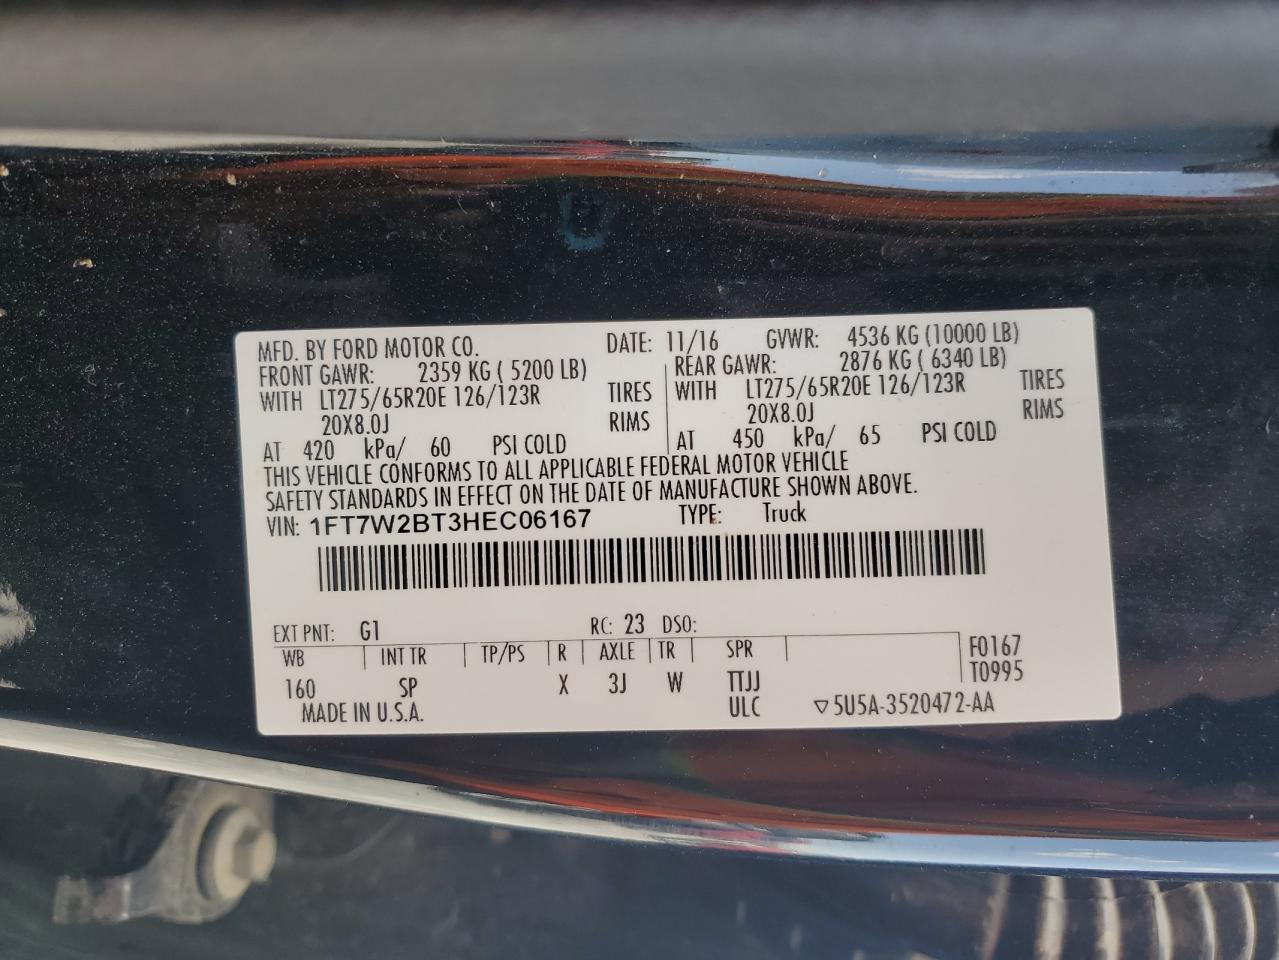 MFD. BY FORD MOTOR CO. DATE: 11/16 GVWR: 4536 KG (10000 LB)
FRONT GAWR: 2359 KG ( 5200 LB) REAR GAWR: 2876 KG ( 6340 LB)
WITH LT275/65R20E 126/123R TIRES WITH LT275/65R20E 126/123R TIRES
20X8.0J RIMS 20X8.0J RIMS
AT 420 kPa/ 60 PSI COLD AT 450 kPa/ 65 PSI COLD
THIS VEHICLE CONFORMS TO ALL APPLICABLE FEDERAL MOTOR VEHICLE
SAFETY STANDARDS IN EFFECT ON THE DATE OF MANUFACTURE SHOWN ABOVE.
VIN: 1FT7W2BT3HEC06167 TYPE: Truck
EXT PNT: G1 RC: 23 DSO:
WB INT TR TP/PS R AXLE TR SPR F0167
160 SP X 3J W TTJJ T0995
MADE IN U.S.A. ULC ▽5U5A-3520472-AA